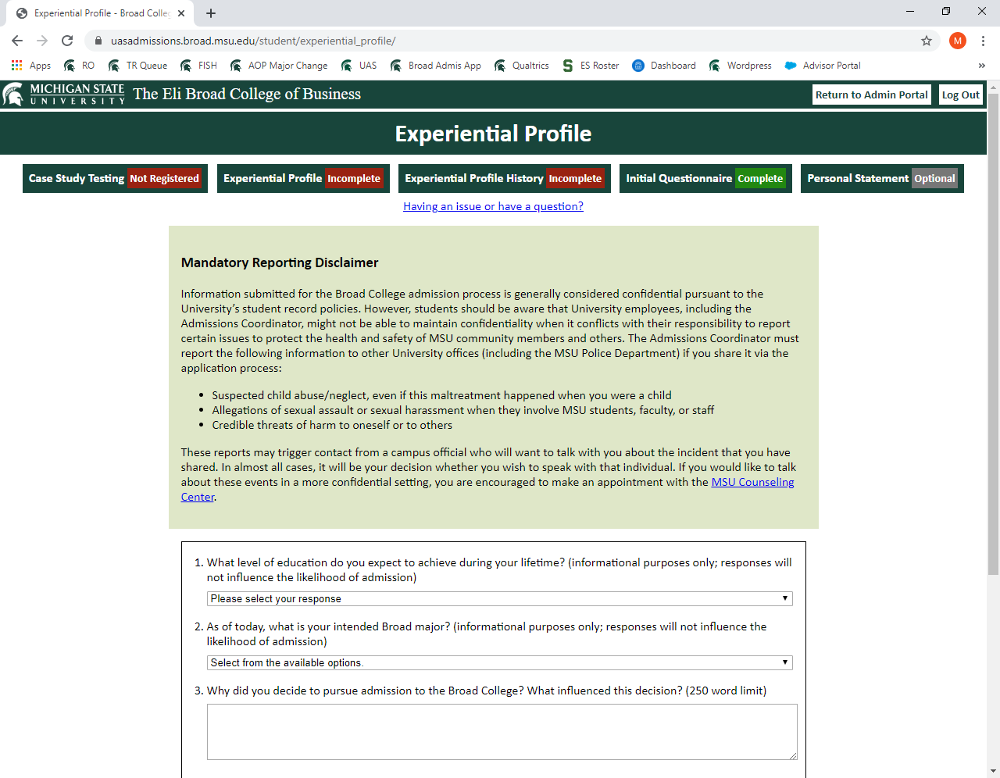 Experiential Profile - Broad Colleg
uasadmissions.broad.msu.edu/student/experiential_profile/
M
Apps RO TR Queue FISH AOP Major Change UAS Broad Admis App Qualtrics ES Roster Dashboard Wordpress Advisor Portal »
MICHIGAN STATE
UNIVERSITY
The Eli Broad College of Business
Return to Admin Portal Log Out
Experiential Profile
Case Study Testing Not Registered Experiential Profile Incomplete Experiential Profile History Incomplete Initial Questionnaire Complete Personal Statement Optional
Having an issue or have a question?
Mandatory Reporting Disclaimer
Information submitted for the Broad College admission process is generally considered confidential pursuant to the
University’s student record policies. However, students should be aware that University employees, including the
Admissions Coordinator, might not be able to maintain confidentiality when it conflicts with their responsibility to report
certain issues to protect the health and safety of MSU community members and others. The Admissions Coordinator must
report the following information to other University offices (including the MSU Police Department) if you share it via the
application process:
• Suspected child abuse/neglect, even if this maltreatment happened when you were a child
• Allegations of sexual assault or sexual harassment when they involve MSU students, faculty, or staff
• Credible threats of harm to oneself or to others
These reports may trigger contact from a campus official who will want to talk with you about the incident that you have
shared. In almost all cases, it will be your decision whether you wish to speak with that individual. If you would like to talk
about these events in a more confidential setting, you are encouraged to make an appointment with the MSU Counseling
Center.
1. What level of education do you expect to achieve during your lifetime? (informational purposes only; responses will
not influence the likelihood of admission)
Please select your response
2. As of today, what is your intended Broad major? (informational purposes only; responses will not influence the
likelihood of admission)
Select from the available options.
3. Why did you decide to pursue admission to the Broad College? What influenced this decision? (250 word limit)